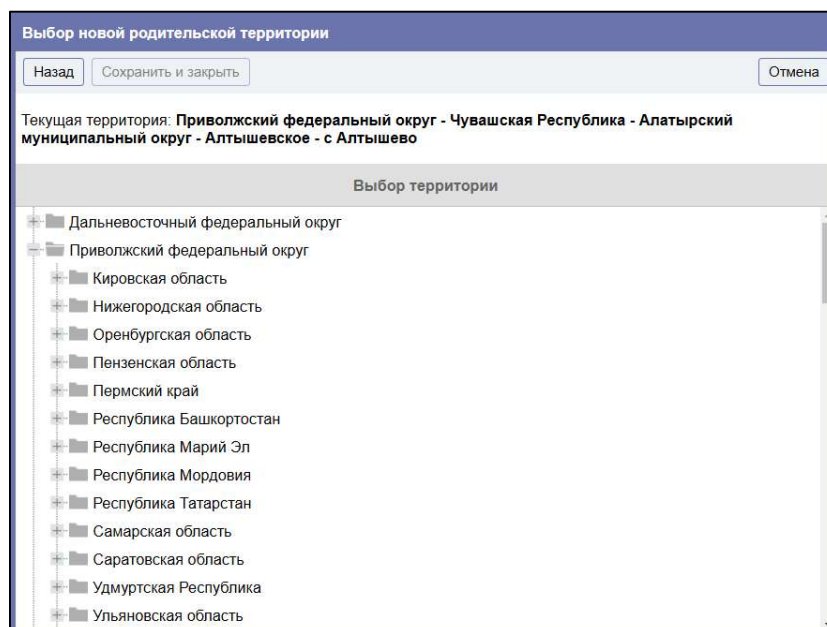 Выбор новой родительской территории
Назад Сохранить и закрыть Отмена
Текущая территория: Приволжский федеральный округ - Чувашская Республика - Алатырский
муниципальный округ - Алтышевское - с Алтышево
Выбор территории
Дальневосточный федеральный округ
Приволжский федеральный округ
Кировская область
Нижегородская область
Оренбургская область
Пензенская область
Пермский край
Республика Башкортостан
Республика Марий Эл
Республика Мордовия
Республика Татарстан
Самарская область
Саратовская область
Удмуртская Республика
Ульяновская область